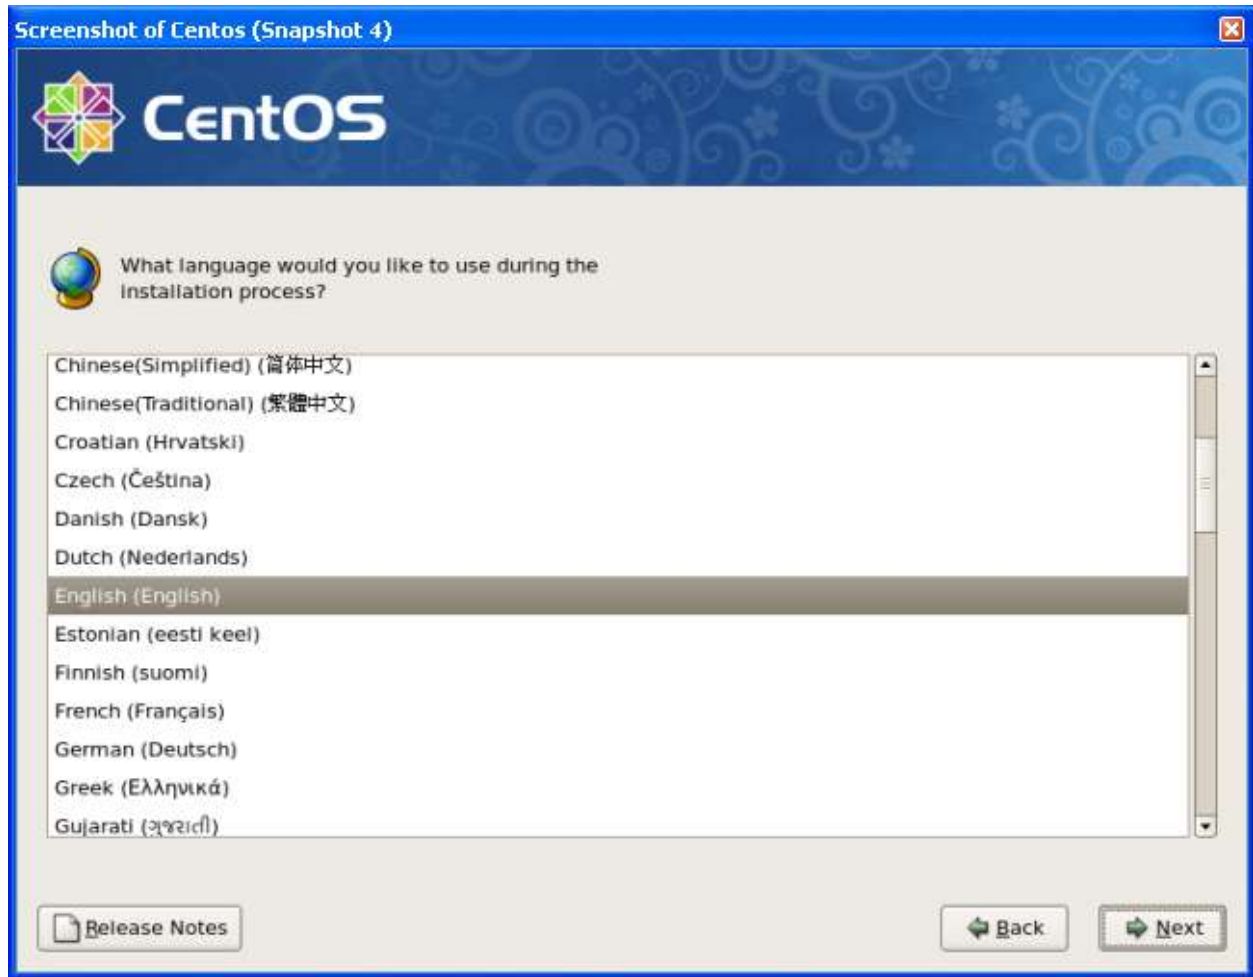 Screenshot of Centos (Snapshot 4)
CentOS
What language would you like to use during the
installation process?
Chinese(Simplified) (简体中文)
Chinese(Traditional) (繁體中文)
Croatian (Hrvatski)
Czech (Čeština)
Danish (Dansk)
Dutch (Nederlands)
English (English)
Estonian (eesti keel)
Finnish (suomi)
French (Français)
German (Deutsch)
Greek (Ελληνικά)
Gujarati (ગુજરાતી)
Release Notes
Back
Next